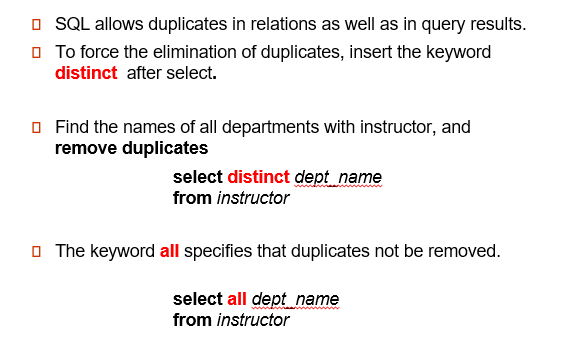 SQL allows duplicates in relations as well as in query results.
To force the elimination of duplicates, insert the keyword
distinct after select.
Find the names of all departments with instructor, and
remove duplicates
select distinct dept_name
from instructor
The keyword all specifies that duplicates not be removed.
select all dept_name
from instructor